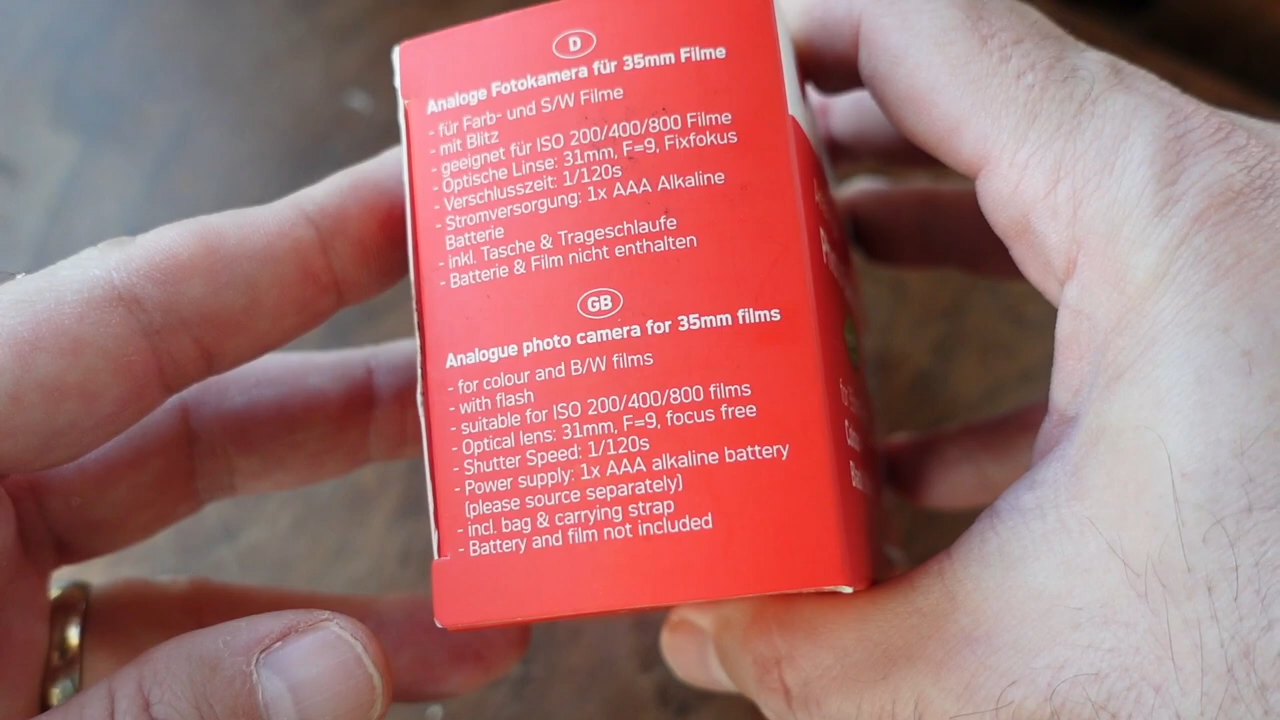 D
Analoge Fotokamera für 35mm Filme
- für Farb- und S/W Filme
- mit Blitz
- geeignet für ISO 200/400/800 Filme
- Optische Linse: 31mm, F=9, Fixfokus
- Verschlusszeit: 1/120s
- Stromversorgung: 1x AAA Alkaline
Batterie
- inkl. Tasche & Trageschlaufe
- Batterie & Film nicht enthalten
GB
Analogue photo camera for 35mm films
- for colour and B/W films
- with flash
- suitable for ISO 200/400/800 films
- Optical lens: 31mm, F=9, focus free
- Shutter Speed: 1/120s
- Power supply: 1x AAA alkaline battery
(please source separately)
- incl. bag & carrying strap
- Battery and film not included